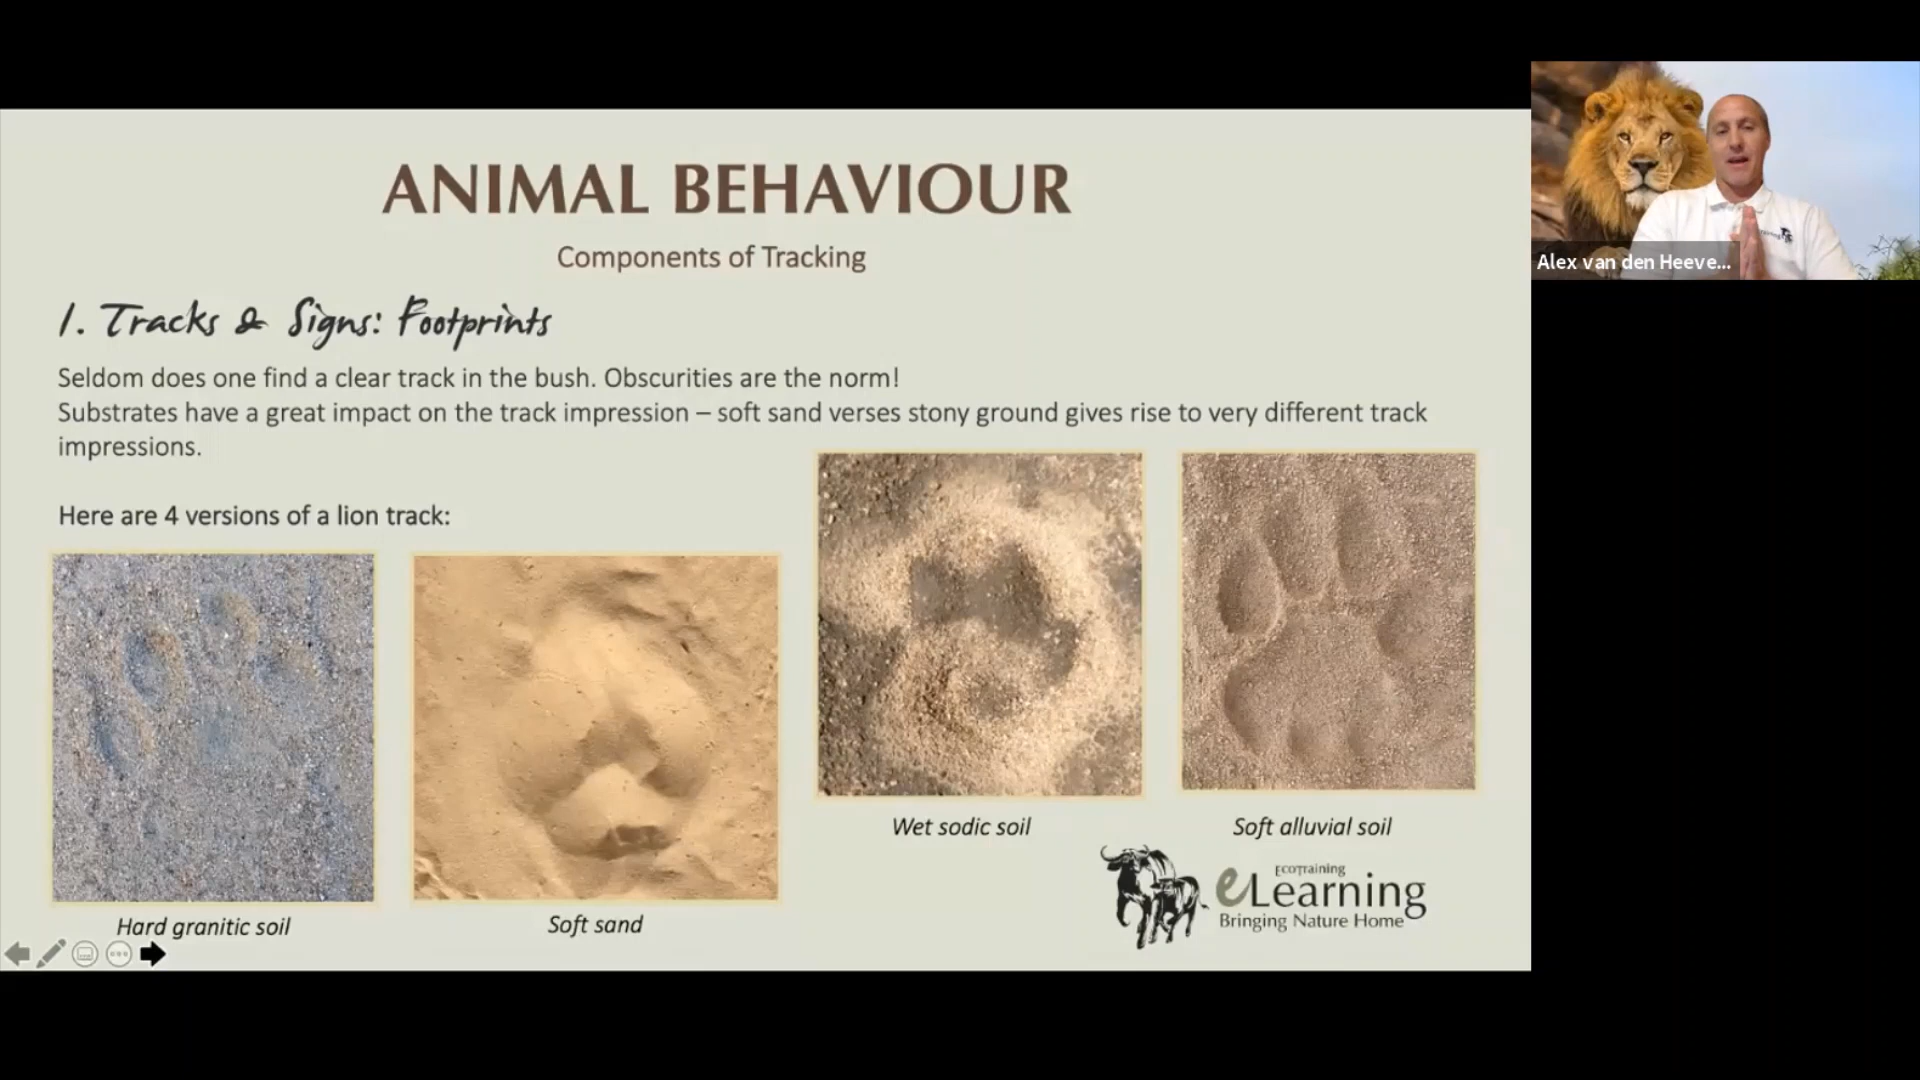 ANIMAL BEHAVIOUR
Components of Tracking
1. Tracks & Signs: Footprints
Seldom does one find a clear track in the bush. Obscurities are the norm!
Substrates have a great impact on the track impression – soft sand verses stony ground gives rise to very different track
impressions.
Here are 4 versions of a lion track:
Hard granitic soil
Soft sand
Wet sodic soil
Soft alluvial soil
EcoTraining
eLearning
Bringing Nature Home
Alex van den Heeve...